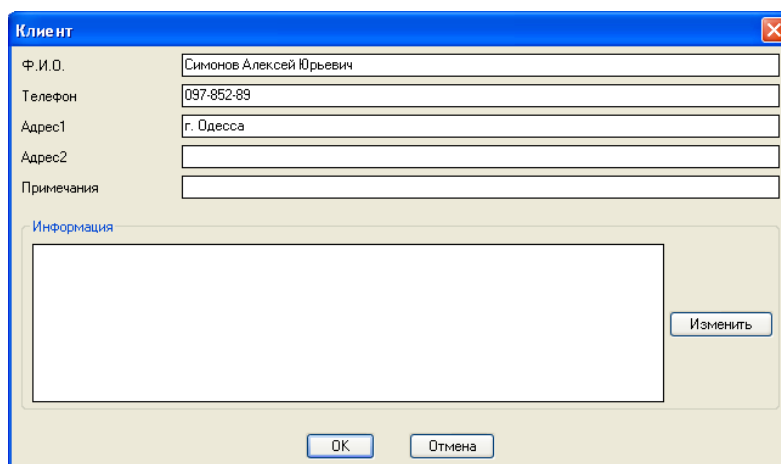 Клиент
Ф.И.О. Симонов Алексей Юрьевич
Телефон 097-852-89
Адрес1 г. Одесса
Адрес2
Примечания
Информация
Изменить
OK Отмена